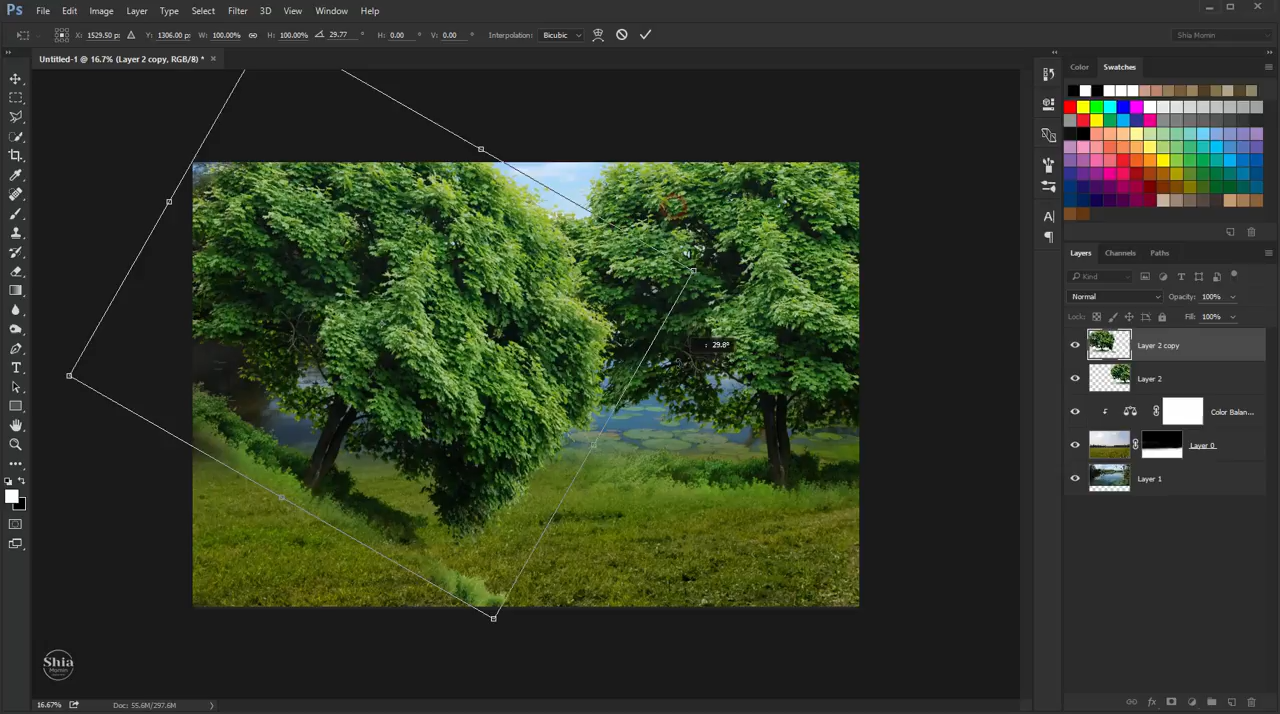 Ps File Edit Image Layer Type Select Filter 3D View Window Help
X: 1529.50 p Y: 1306.00 px W: 100.00% H: 100.00% 29.77 ° H: 0.00 ° V: 0.00 ° Interpolation: Bicubic Shia Momin
Untitled-1 @ 16.7% (Layer 2 copy, RGB/8) * ×
Color Swatches
: 29.8°
Layers Channels Paths
Kind
Normal Opacity: 100%
Lock: Fill: 100%
Layer 2 copy
Layer 2
Color Balan...
Layer 0
Layer 1
Shia
Momin
16.67% Doc: 55.6M/297.6M